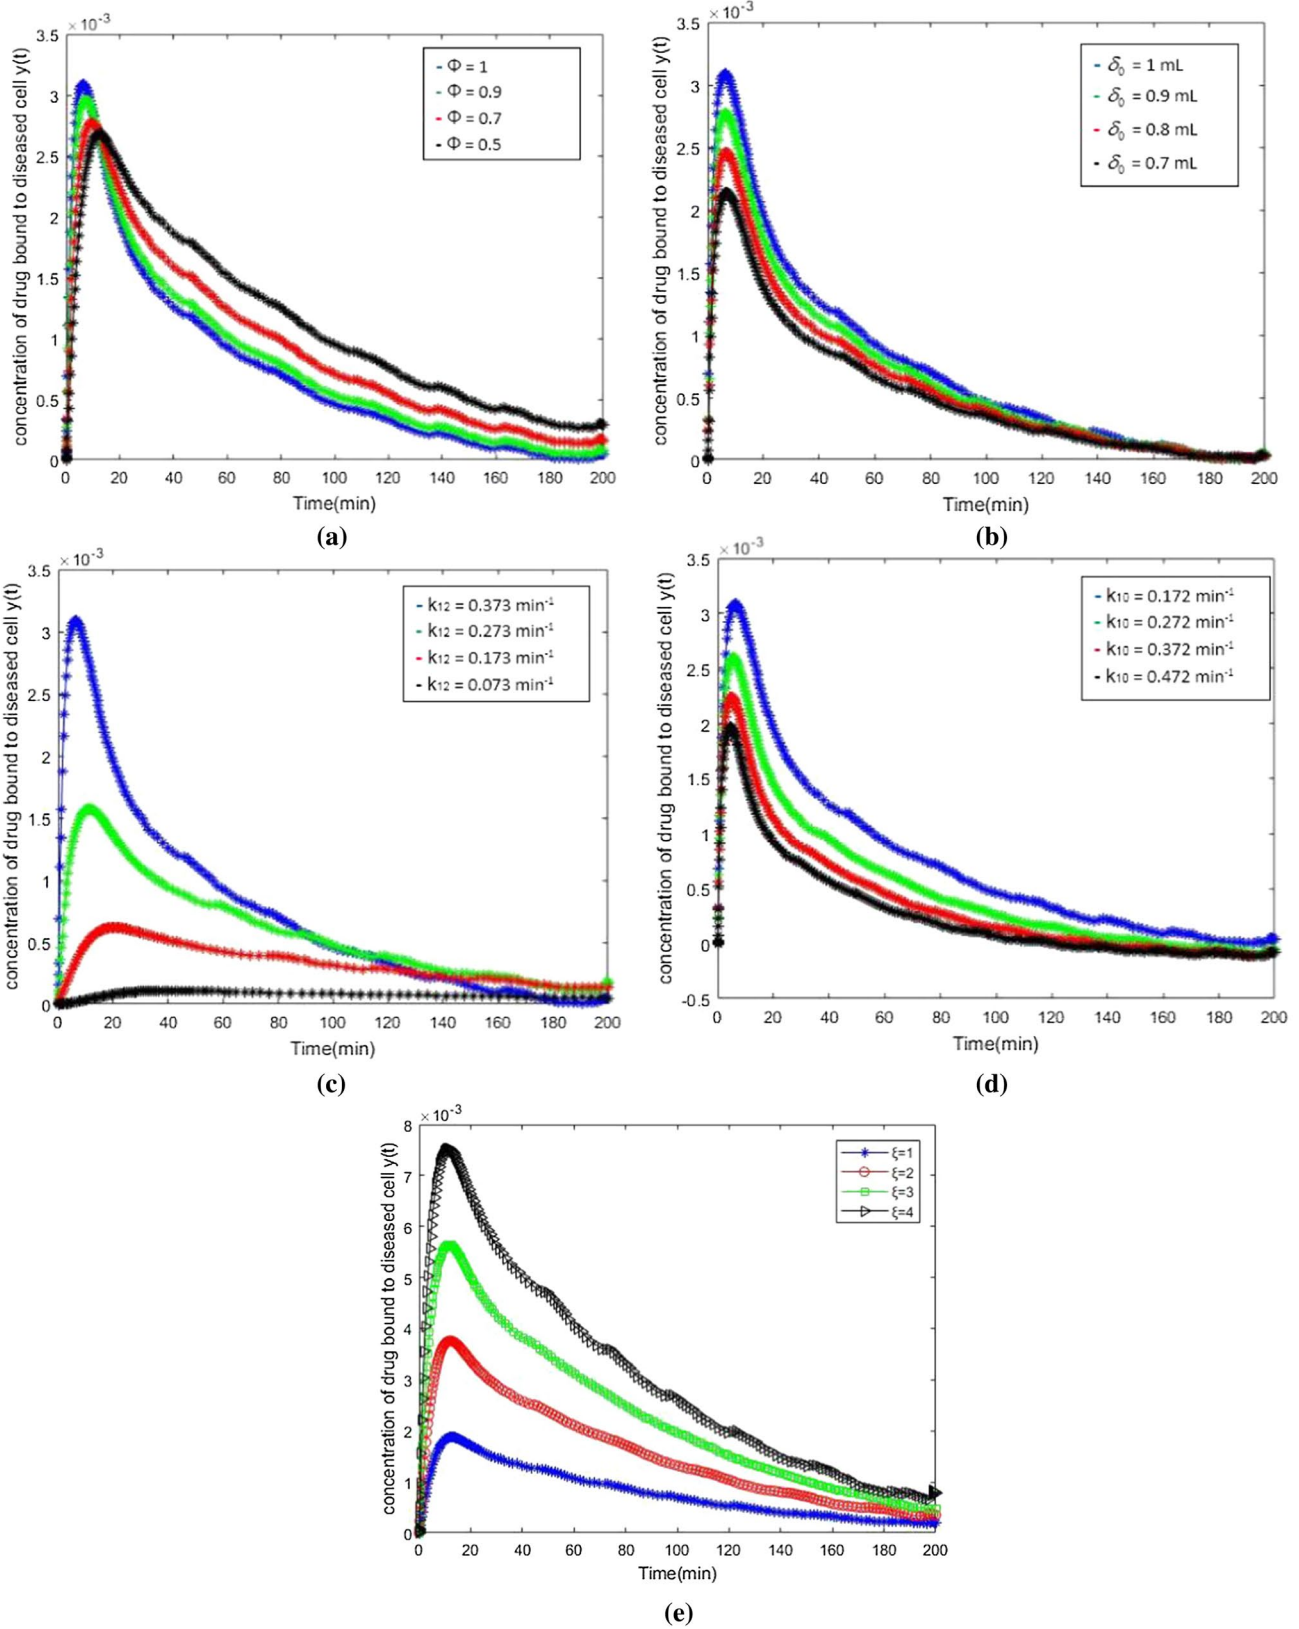 ×10⁻³
concentration of drug bound to diseased cell y(t)
3.5
3
2.5
2
1.5
1
0.5
0
Φ = 1
Φ = 0.9
Φ = 0.7
Φ = 0.5
0 20 40 60 80 100 120 140 160 180 200
Time(min)
(a)
×10⁻³
concentration of drug bound to diseased cell y(t)
3.5
3
2.5
2
1.5
1
0.5
0
δ₀ = 1 mL
δ₀ = 0.9 mL
δ₀ = 0.8 mL
δ₀ = 0.7 mL
0 20 40 60 80 100 120 140 160 180 200
Time(min)
(b)
×10⁻³
concentration of drug bound to diseased cell y(t)
3.5
3
2.5
2
1.5
1
0.5
0
k₁₂ = 0.373 min⁻¹
k₁₂ = 0.273 min⁻¹
k₁₂ = 0.173 min⁻¹
k₁₂ = 0.073 min⁻¹
0 20 40 60 80 100 120 140 160 180 200
Time(min)
(c)
×10⁻³
concentration of drug bound to diseased cell y(t)
3.5
3
2.5
2
1.5
1
0.5
0
-0.5
k₁₀ = 0.172 min⁻¹
k₁₀ = 0.272 min⁻¹
k₁₀ = 0.372 min⁻¹
k₁₀ = 0.472 min⁻¹
0 20 40 60 80 100 120 140 160 180 200
Time(min)
(d)
×10⁻³
concentration of drug bound to diseased cell y(t)
8
7
6
5
4
3
2
1
0
ξ=1
ξ=2
ξ=3
ξ=4
0 20 40 60 80 100 120 140 160 180 200
Time(min)
(e)